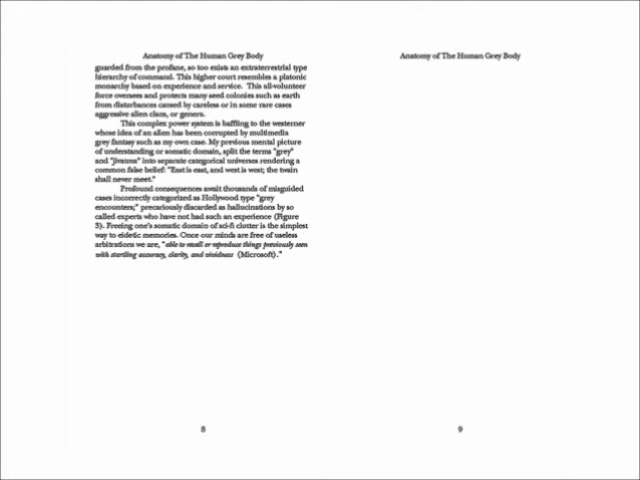 Anatomy of The Human Grey Body
guarded from the profane, so too exists an extraterrestrial type
hierarchy of command. This higher court resembles a platonic
monarchy based on experience and service. This all-volunteer
force oversees and protects many seed colonies such as earth
from disturbances caused by careless or in some rare cases
aggressive alien clans, or genera.
This complex power system is baffling to the westerner
whose idea of an alien has been corrupted by multimedia
grey fantasy such as my own case. My previous mental picture
of understanding or somatic domain, split the terms "grey"
and "jivatma" into separate categorical universes rendering a
common false belief: "East is east, and west is west; the twain
shall never meet."
Profound consequences await thousands of misguided
cases incorrectly categorized as Hollywood type "grey
encounters;" precariously discarded as hallucinations by so
called experts who have not had such an experience (Figure
3). Freeing one's somatic domain of sci-fi clutter is the simplest
way to eidetic memories. Once our minds are free of useless
arbitrations we are, "able to recall or reproduce things previously seen
with startling accuracy, clarity, and vividness (Microsoft)."
8
Anatomy of The Human Grey Body
9